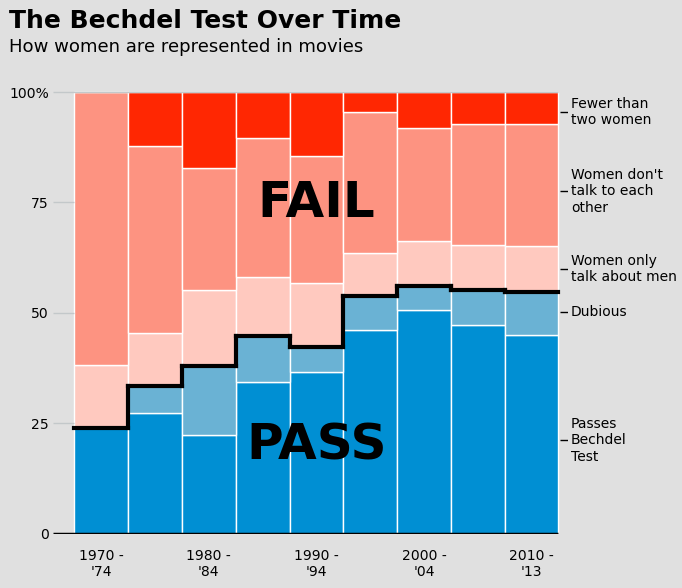 The Bechdel Test Over Time
How women are represented in movies
100%
75
50
25
0
FAIL
PASS
Fewer than
two women
Women don't
talk to each
other
Women only
talk about men
Dubious
Passes
Bechdel
Test
1970 -
'74
1980 -
'84
1990 -
'94
2000 -
'04
2010 -
'13